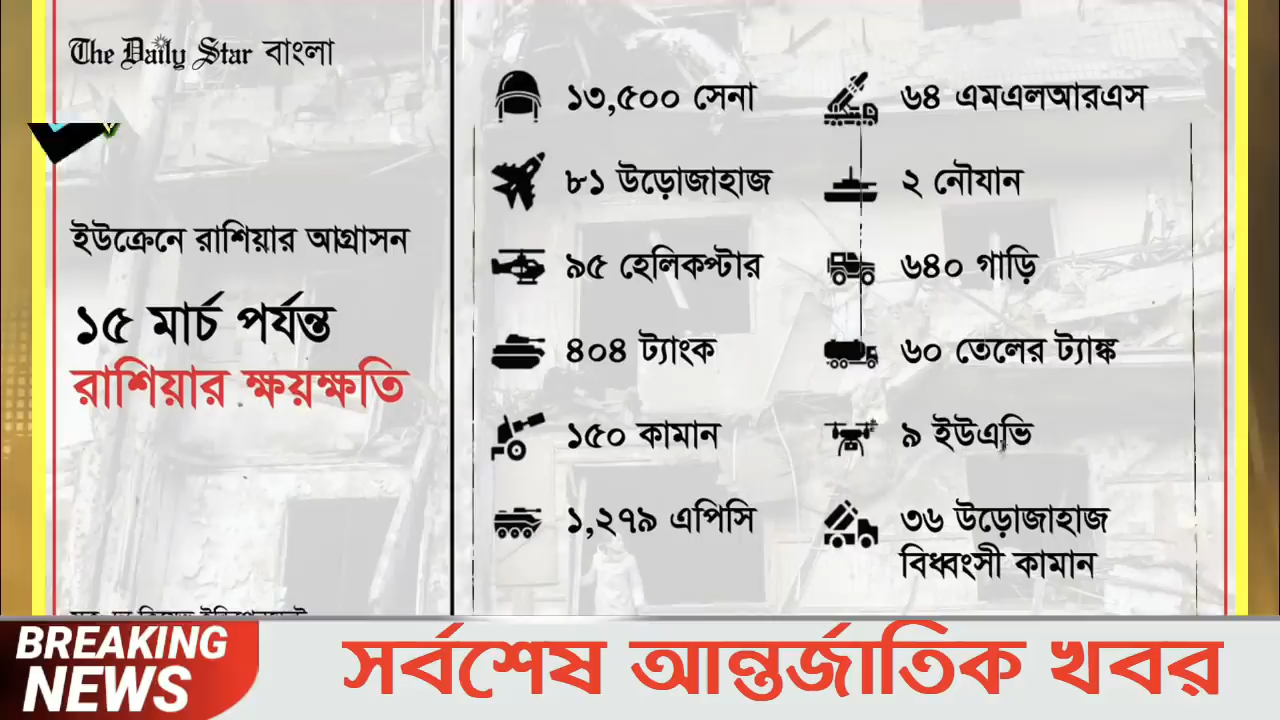 The Daily Star বাংলা
ইউক্রেনে রাশিয়ার আগ্রাসন
১৫ মার্চ পর্যন্ত
রাশিয়ার ক্ষয়ক্ষতি
১৩,৫০০ সেনা
৮১ উড়োজাহাজ
৯৫ হেলিকপ্টার
৪০৪ ট্যাংক
১৫০ কামান
১,২৭৯ এপিসি
৬৪ এমএলআরএস
২ নৌযান
৬৪০ গাড়ি
৬০ তেলের ট্যাঙ্ক
৯ ইউএভি
৩৬ উড়োজাহাজ
বিধ্বংসী কামান
BREAKING
NEWS
সর্বশেষ আন্তর্জাতিক খবর